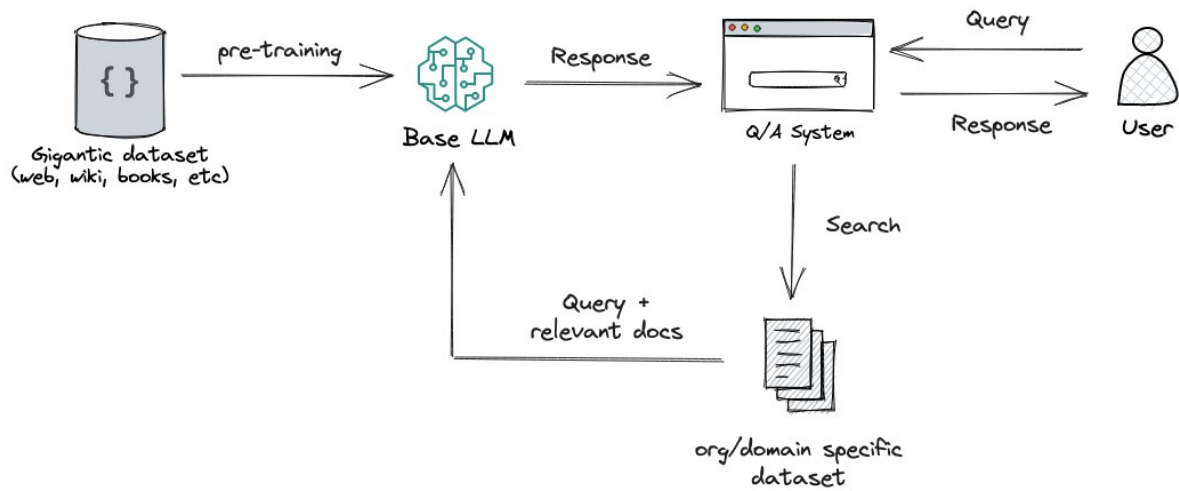 { }
pre-training
Gigantic dataset
(web, wiki, books, etc)
Base LLM
Response
Q/A System
Query
Response
User
Search
Query +
relevant docs
org/domain specific
dataset